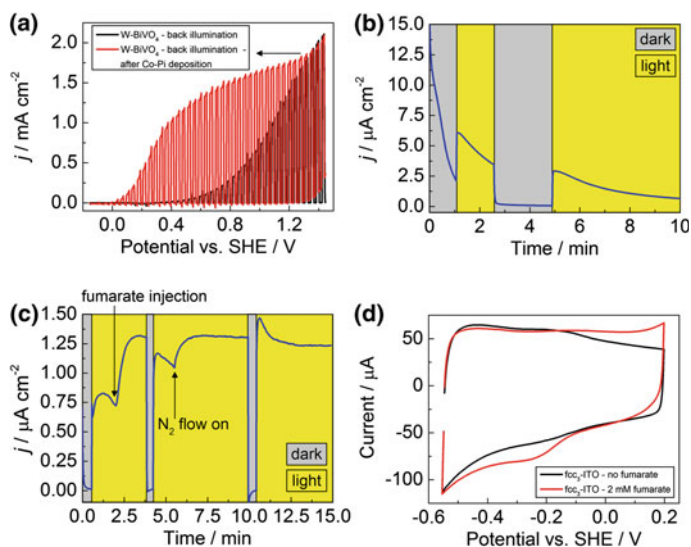 (a)
W-BiVO₄ - back illumination
W-BiVO₄ - back illumination -
after Co-Pi deposition
j / mA cm⁻²
2.0
1.5
1.0
0.5
0.0
0.0 0.4 0.8 1.2
Potential vs. SHE / V
(b)
dark
light
j / µA cm⁻²
15.0
12.5
10.0
7.5
5.0
2.5
0.0
0 2 4 6 8 10
Time / min
(c)
fumarate injection
N₂ flow on
dark
light
j / µA cm⁻²
1.50
1.25
1.00
0.75
0.50
0.25
0.00
0.0 2.5 5.0 7.5 10.0 12.5 15.0
Time / min
(d)
Current / µA
50
0
-50
-100
fcc₃-ITO - no fumarate
fcc₃-ITO - 2 mM fumarate
-0.6 -0.4 -0.2 0.0 0.2
Potential vs. SHE / V